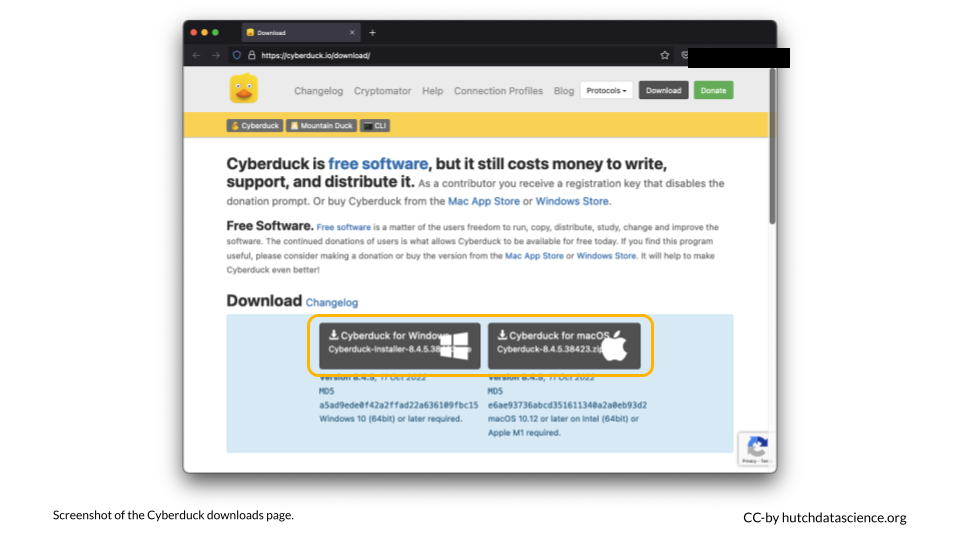 Download
https://cyberduck.io/download/
Changelog Cryptomator Help Connection Profiles Blog Protocols Download Donate
Cyberduck Mountain Duck CLI
Cyberduck is free software, but it still costs money to write,
support, and distribute it. As a contributor you receive a registration key that disables the
donation prompt. Or buy Cyberduck from the Mac App Store or Windows Store.
Free Software. Free software is a matter of the users freedom to run, copy, distribute, study, change and improve the
software. The continued donations of users is what allows Cyberduck to be available for free today. If you find this program
useful, please consider making a donation or buy the version from the Mac App Store or Windows Store. It will help to make
Cyberduck even better!
Download Changelog
Cyberduck for Windows Cyberduck for macOS
Cyberduck-Installer-8.4.5.38 Cyberduck-8.4.5.38423.zip
Version 8.4.5, 11 Oct 2022 Version 8.4.5, 11 Oct 2022
MD5 MD5
a5ad9ede0f42a2ffad22a636109fbc15 e6ae93736abcd351611340a2a0eb93d2
Windows 10 (64bit) or later required. macOS 10.12 or later on Intel (64bit) or
Apple M1 required.
Privacy - Terms
Screenshot of the Cyberduck downloads page.
CC-by hutchdatascience.org